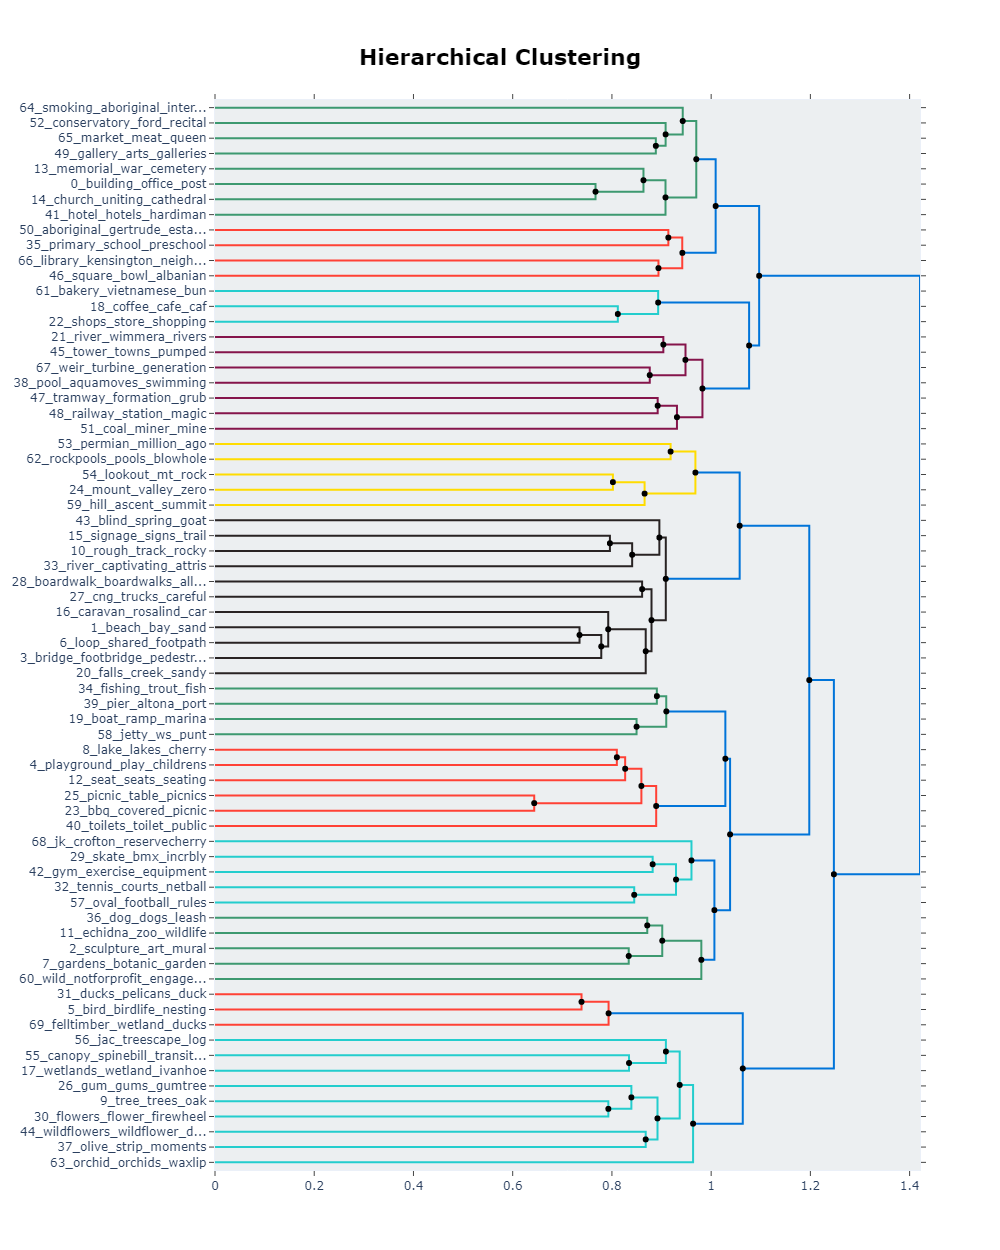 Hierarchical Clustering
64_smoking_aboriginal_inter...
52_conservatory_ford_recital
65_market_meat_queen
49_gallery_arts_galleries
13_memorial_war_cemetery
0_building_office_post
14_church_uniting_cathedral
41_hotel_hotels_hardiman
50_aboriginal_gertrude_esta...
35_primary_school_preschool
66_library_kensington_neigh...
46_square_bowl_albanian
61_bakery_vietnamese_bun
18_coffee_cafe_caf
22_shops_store_shopping
21_river_wimmera_rivers
45_tower_towns_pumped
67_weir_turbine_generation
38_pool_aquamoves_swimming
47_tramway_formation_grub
48_railway_station_magic
51_coal_miner_mine
53_permian_million_ago
62_rockpools_pools_blowhole
54_lookout_mt_rock
24_mount_valley_zero
59_hill_ascent_summit
43_blind_spring_goat
15_signage_signs_trail
10_rough_track_rocky
33_river_captivating_attris
28_boardwalk_boardwalks_all...
27_cng_trucks_careful
16_caravan_rosalind_car
1_beach_bay_sand
6_loop_shared_footpath
3_bridge_footbridge_pedestr...
20_falls_creek_sandy
34_fishing_trout_fish
39_pier_altona_port
19_boat_ramp_marina
58_jetty_ws_punt
8_lake_lakes_cherry
4_playground_play_childrens
12_seat_seats_seating
25_picnic_table_picnics
23_bbq_covered_picnic
40_toilets_toilet_public
68_jk_crofton_reservecherry
29_skate_bmx_incrbly
42_gym_exercise_equipment
32_tennis_courts_netball
57_oval_football_rules
36_dog_dogs_leash
11_echidna_zoo_wildlife
2_sculpture_art_mural
7_gardens_botanic_garden
60_wild_notforprofit_engage...
31_ducks_pelicans_duck
5_bird_birdlife_nesting
69_felltimber_wetland_ducks
56_jac_treescape_log
55_canopy_spinebill_transit...
17_wetlands_wetland_ivanhoe
26_gum_gums_gumtree
9_tree_trees_oak
30_flowers_flower_firewheel
44_wildflowers_wildflower_d...
37_olive_strip_moments
63_orchid_orchids_waxlip
0 0.2 0.4 0.6 0.8 1 1.2 1.4